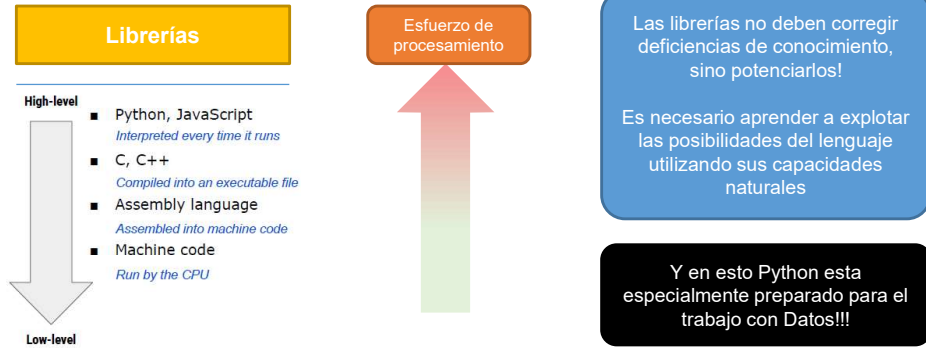 Librerías
High-level
■ Python, JavaScript
Interpreted every time it runs
■ C, C++
Compiled into an executable file
■ Assembly language
Assembled into machine code
■ Machine code
Run by the CPU
Low-level
Esfuerzo de
procesamiento
Las librerías no deben corregir
deficiencias de conocimiento,
sino potenciarlos!
Es necesario aprender a explotar
las posibilidades del lenguaje
utilizando sus capacidades
naturales
Y en esto Python esta
especialmente preparado para el
trabajo con Datos!!!